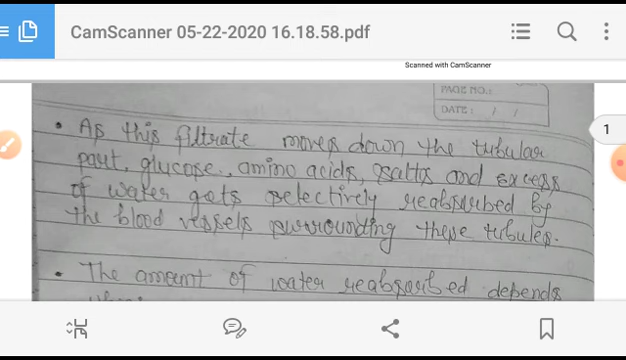 CamScanner 05-22-2020 16.18.58.pdf
Scanned with CamScanner
PAGE NO.:
DATE: / /
1
• As this filtrate moves down the tubular
part, glucose, amino acids, salts and excess
of water gets selectively reabsorbed by
the blood vessels surrounding these tubules.
• The amount of water reabsorbed depends